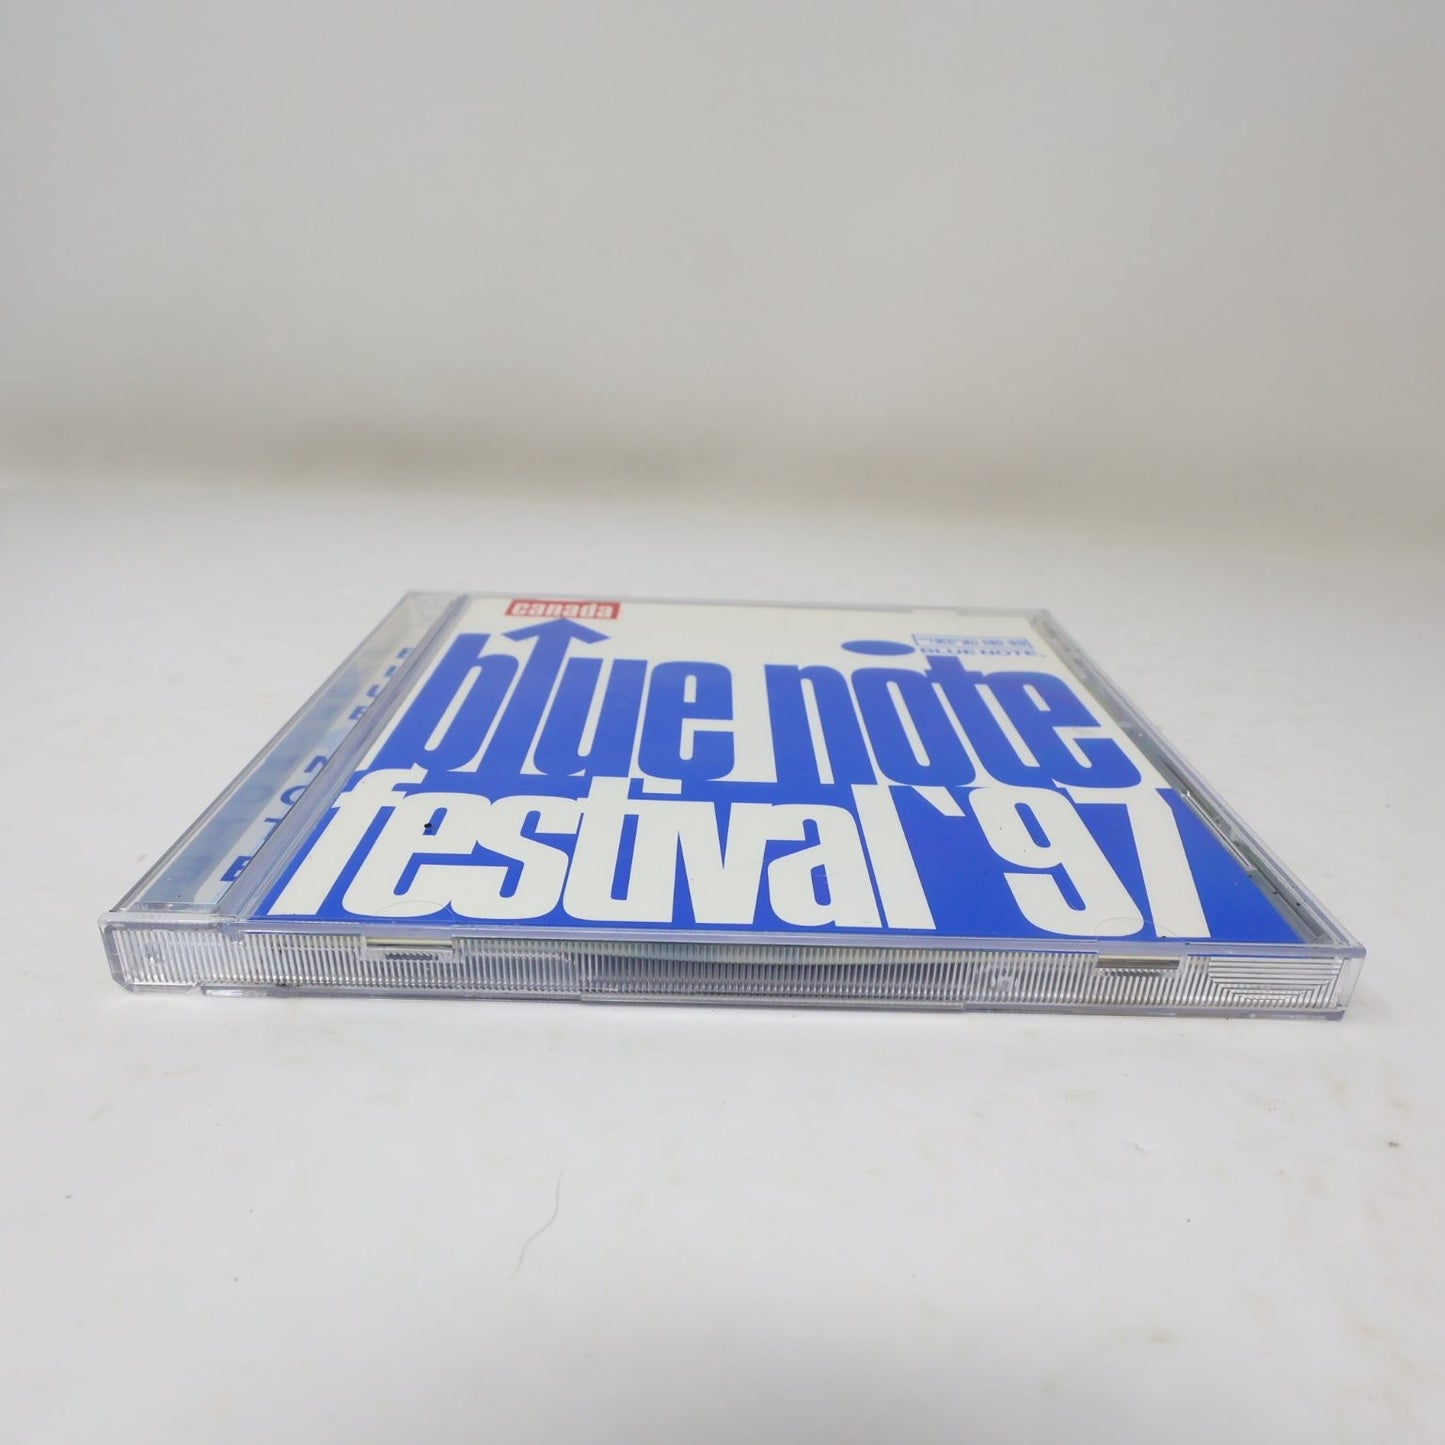 canada
BLUE NOTE
blue note
festival '97